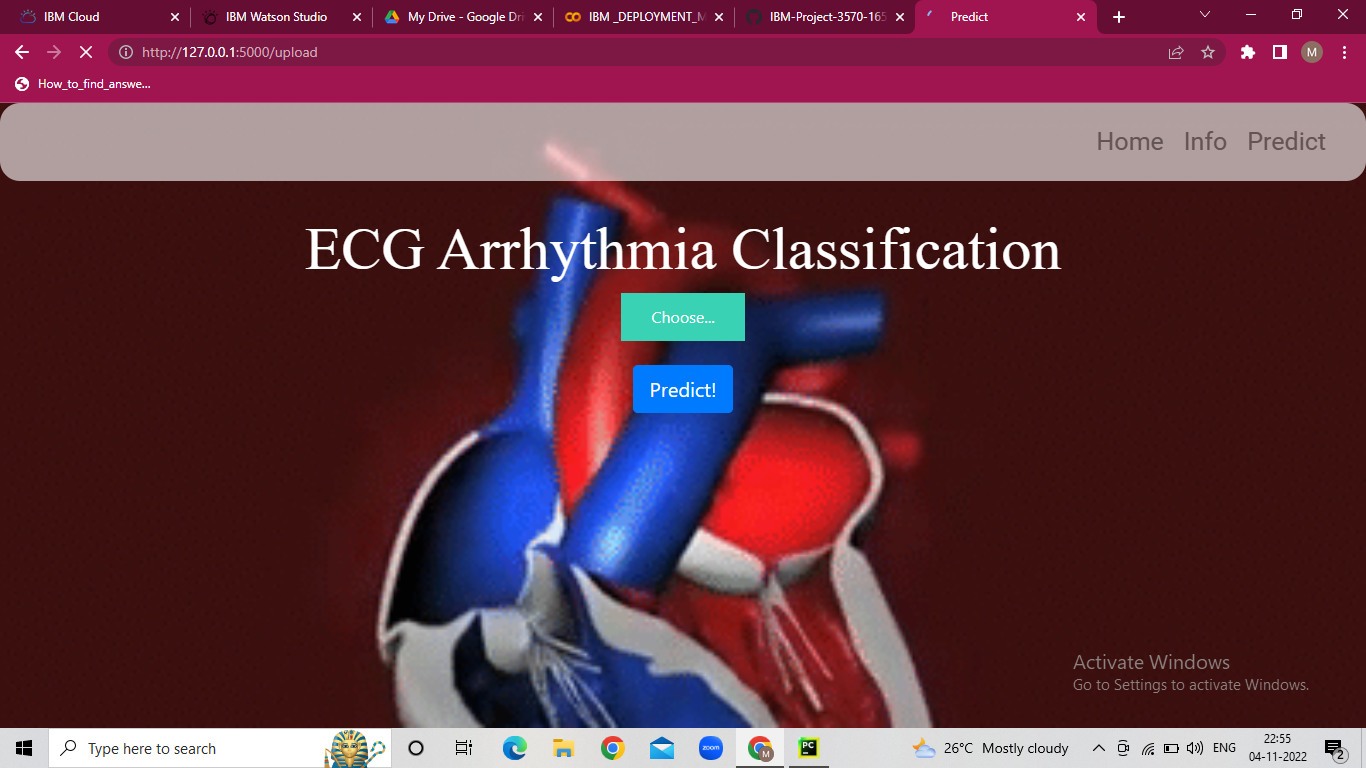 IBM Cloud
IBM Watson Studio
My Drive - Google Dri
IBM _DEPLOYMENT_M
IBM-Project-3570-165
Predict
http://127.0.0.1:5000/upload
M
How_to_find_answe...
Home Info Predict
ECG Arrhythmia Classification
Choose...
Predict!
Activate Windows
Go to Settings to activate Windows.
Type here to search
zoom
M
PC
26°C Mostly cloudy
ENG
22:55
04-11-2022
2